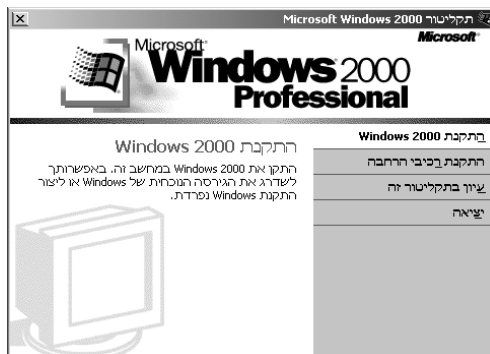 תקליטור Microsoft Windows 2000
Microsoft
Microsoft
Windows 2000
Professional
התקנת Windows 2000
התקנת רכיבי הרחבה
עיון בתקליטור זה
יציאה
התקנת Windows 2000
התקן את Windows 2000 במחשב זה. באפשרותך
לשדרג את הגירסה הנוכחית של Windows או ליצור
התקנת Windows נפרדת.